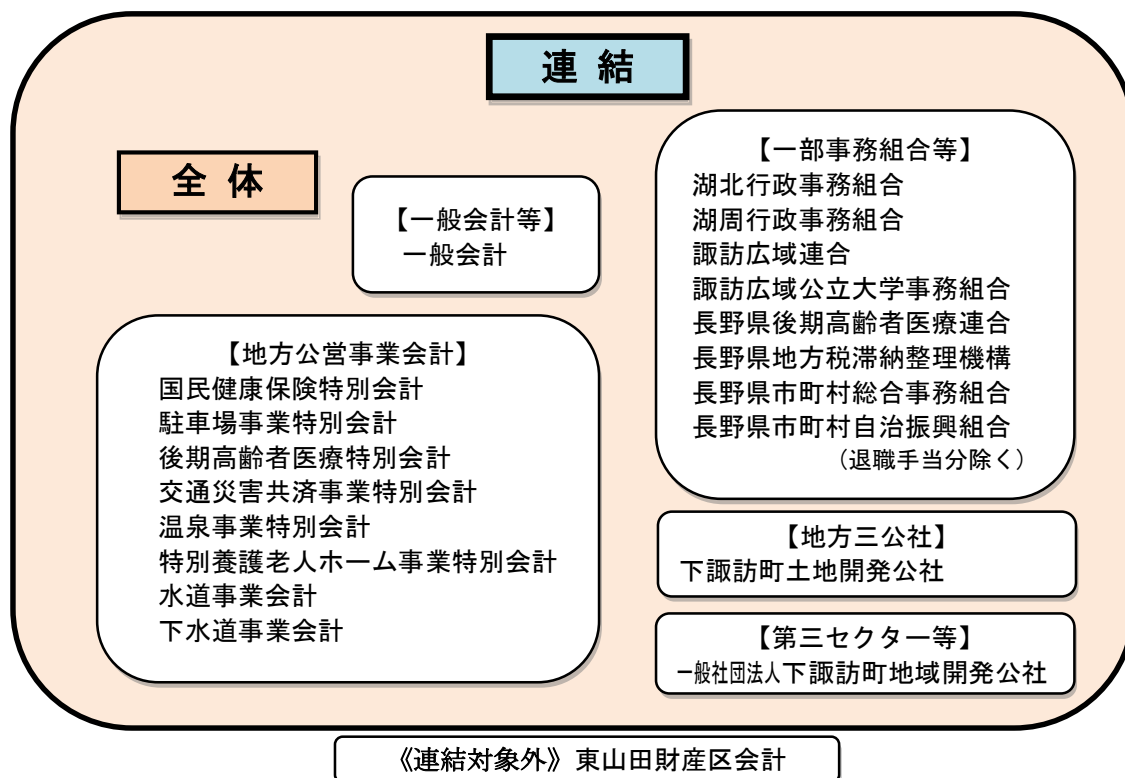 連結
全体
【一般会計等】
一般会計
【地方公営事業会計】
国民健康保険特別会計
駐車場事業特別会計
後期高齢者医療特別会計
交通災害共済事業特別会計
温泉事業特別会計
特別養護老人ホーム事業特別会計
水道事業会計
下水道事業会計
【一部事務組合等】
湖北行政事務組合
湖周行政事務組合
諏訪広域連合
諏訪広域公立大学事務組合
長野県後期高齢者医療連合
長野県地方税滞納整理機構
長野県市町村総合事務組合
長野県市町村自治振興組合
（退職手当分除く）
【地方三公社】
下諏訪町土地開発公社
【第三セクター等】
一般社団法人下諏訪町地域開発公社
《連結対象外》東山田財産区会計